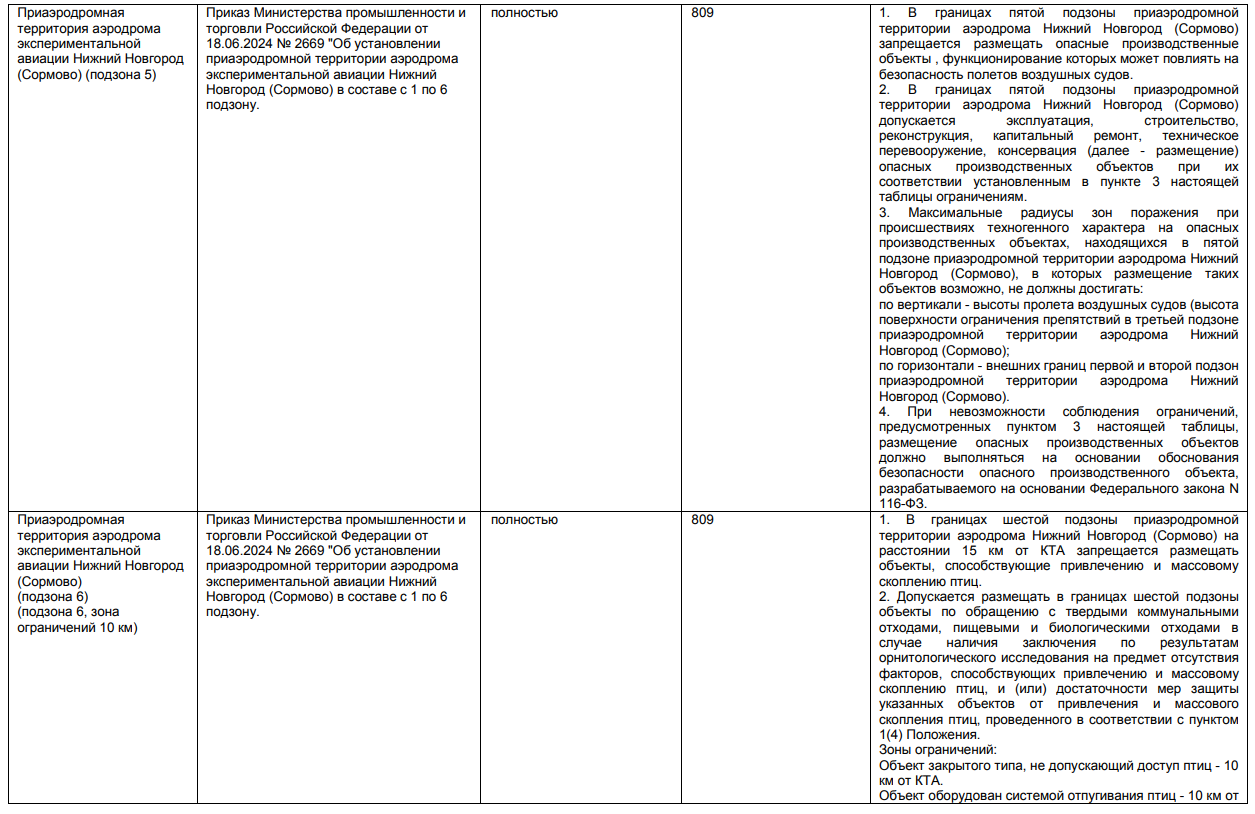 Приаэродромная
территория аэродрома
экспериментальной
авиации Нижний Новгород
(Сормово) (подзона 5)
Приказ Министерства промышленности и
торговли Российской Федерации от
18.06.2024 № 2669 "Об установлении
приаэродромной территории аэродрома
экспериментальной авиации Нижний
Новгород (Сормово) в составе с 1 по 6
подзону.
полностью
809
1. В границах пятой подзоны приаэродромной
территории аэродрома Нижний Новгород (Сормово)
запрещается размещать опасные производственные
объекты , функционирование которых может повлиять на
безопасность полетов воздушных судов.
2. В границах пятой подзоны приаэродромной
территории аэродрома Нижний Новгород (Сормово)
допускается эксплуатация, строительство,
реконструкция, капитальный ремонт, техническое
перевооружение, консервация (далее - размещение)
опасных производственных объектов при их
соответствии установленным в пункте 3 настоящей
таблицы ограничениям.
3. Максимальные радиусы зон поражения при
происшествиях техногенного характера на опасных
производственных объектах, находящихся в пятой
подзоне приаэродромной территории аэродрома Нижний
Новгород (Сормово), в которых размещение таких
объектов возможно, не должны достигать:
по вертикали - высоты пролета воздушных судов (высота
поверхности ограничения препятствий в третьей подзоне
приаэродромной территории аэродрома Нижний
Новгород (Сормово);
по горизонтали - внешних границ первой и второй подзон
приаэродромной территории аэродрома Нижний
Новгород (Сормово).
4. При невозможности соблюдения ограничений,
предусмотренных пунктом 3 настоящей таблицы,
размещение опасных производственных объектов
должно выполняться на основании обоснования
безопасности опасного производственного объекта,
разрабатываемого на основании Федерального закона N
116-ФЗ.
Приаэродромная
территория аэродрома
экспериментальной
авиации Нижний Новгород
(Сормово)
(подзона 6)
(подзона 6, зона
ограничений 10 км)
Приказ Министерства промышленности и
торговли Российской Федерации от
18.06.2024 № 2669 "Об установлении
приаэродромной территории аэродрома
экспериментальной авиации Нижний
Новгород (Сормово) в составе с 1 по 6
подзону.
полностью
809
1. В границах шестой подзоны приаэродромной
территории аэродрома Нижний Новгород (Сормово) на
расстоянии 15 км от КТА запрещается размещать
объекты, способствующие привлечению и массовому
скоплению птиц.
2. Допускается размещать в границах шестой подзоны
объекты по обращению с твердыми коммунальными
отходами, пищевыми и биологическими отходами в
случае наличия заключения по результатам
орнитологического исследования на предмет отсутствия
факторов, способствующих привлечению и массовому
скоплению птиц, и (или) достаточности мер защиты
указанных объектов от привлечения и массового
скопления птиц, проведенного в соответствии с пунктом
1(4) Положения.
Зоны ограничений:
Объект закрытого типа, не допускающий доступ птиц - 10
км от КТА.
Объект оборудован системой отпугивания птиц - 10 км от